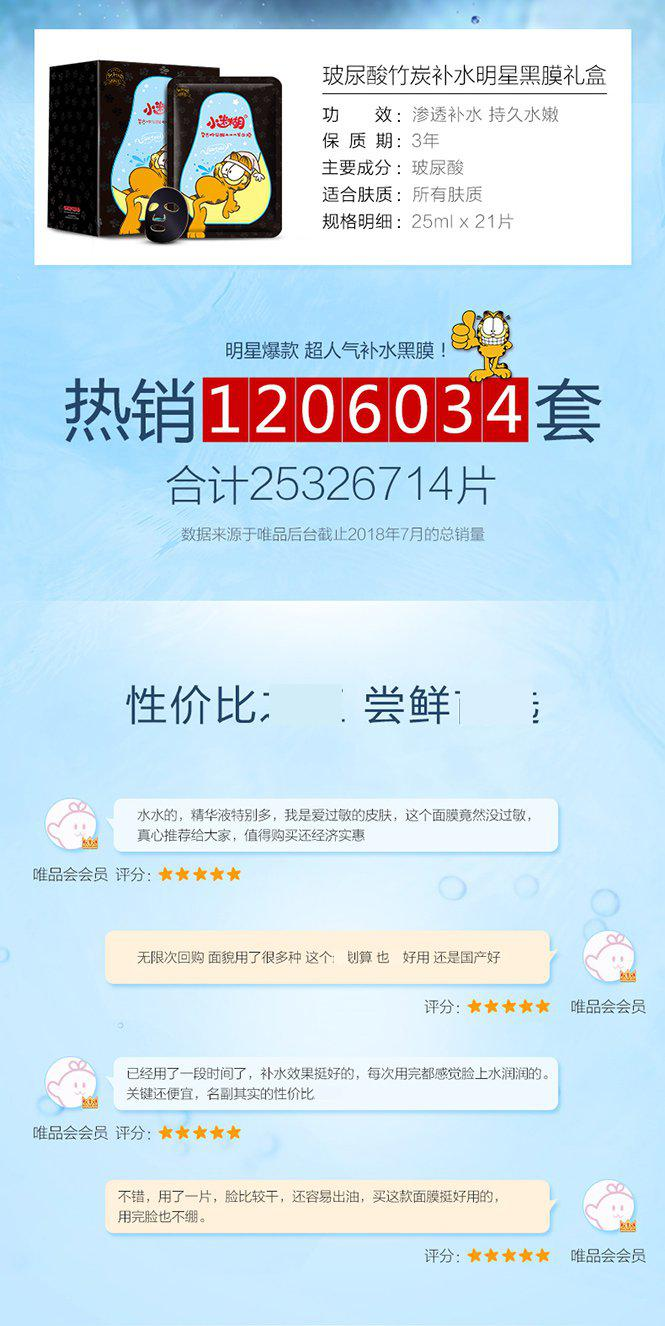 小迷糊
小迷糊
玻尿酸竹炭补水明星黑膜礼盒
功 效：渗透补水 持久水嫩
保 质 期：3年
主要成分：玻尿酸
适合肤质：所有肤质
规格明细：25ml x 21片
明星爆款 超人气补水黑膜！
热销1206034套
合计25326714片
数据来源于唯品后台截止2018年7月的总销量
性价比 尝鲜
水水的，精华液特别多，我是爱过敏的皮肤，这个面膜竟然没过敏，
真心推荐给大家，值得购买还经济实惠
唯品会会员 评分：
无限次回购 面貌用了很多种 这个: 划算 也 好用 还是国产好
评分： 唯品会会员
已经用了一段时间了，补水效果挺好的，每次用完都感觉脸上水润润的。
关键还便宜，名副其实的性价比
唯品会会员 评分：
不错，用了一片，脸比较干，还容易出油，买这款面膜挺好用的，
用完脸也不绷。
评分： 唯品会会员